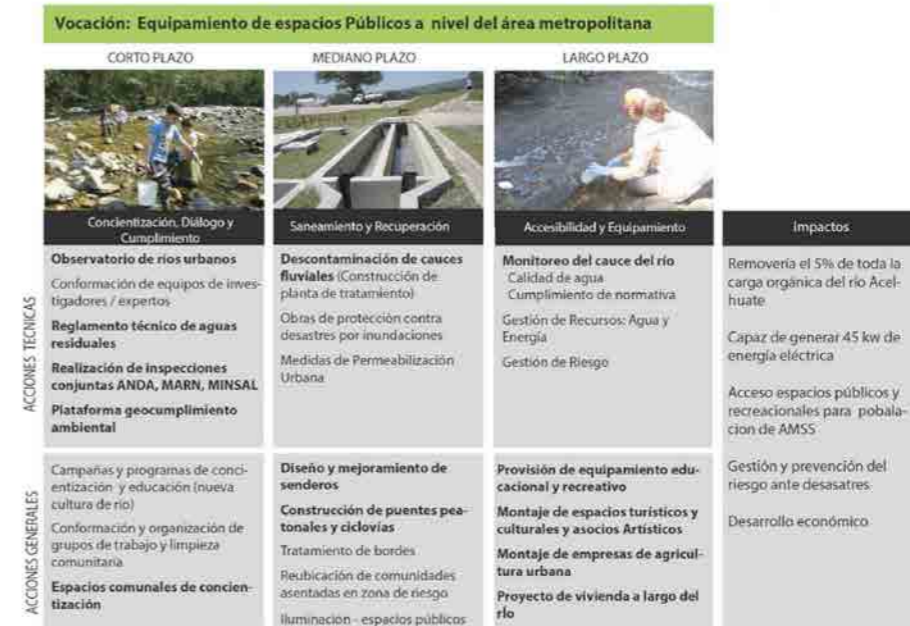 Vocación: Equipamiento de espacios Públicos a nivel del área metropolitana
CORTO PLAZO
MEDIANO PLAZO
LARGO PLAZO
Concientización, Diálogo y
Cumplimiento
Saneamiento y Recuperación
Accesibilidad y Equipamiento
Impactos
ACCIONES TECNICAS
Observatorio de ríos urbanos
Conformación de equipos de inves-
tigadores / expertos
Reglamento técnico de aguas
residuales
Realización de inspecciones
conjuntas ANDA, MARN, MINSAL
Plataforma geocumplimiento
ambiental
Descontaminación de cauces
fluviales (Construcción de
planta de tratamiento)
Obras de protección contra
desastres por inundaciones
Medidas de Permeabilización
Urbana
Monitoreo del cauce del río
Calidad de agua
Cumplimiento de normativa
Gestión de Recursos: Agua y
Energía
Gestión de Riesgo
Removería el 5% de toda la
carga orgánica del río Acel-
huate
Capaz de generar 45 kw de
energía eléctrica
Acceso espacios públicos y
recreacionales para pobala-
cion de AMSS
Gestión y prevención del
riesgo ante desasatres
Desarrollo económico
ACCIONES GENERALES
Campañas y programas de conci-
entización y educación (nueva
cultura de río)
Conformación y organización de
grupos de trabajo y limpieza
comunitaria
Espacios comunales de concien-
tización
Diseño y mejoramiento de
senderos
Construcción de puentes pea-
tonales y ciclovías
Tratamiento de bordes
Reubicación de comunidades
asentadas en zona de riesgo
Iluminación - espacios públicos
Provisión de equipamiento edu-
cacional y recreativo
Montaje de espacios turísticos y
culturales y asocios Artísticos
Montaje de empresas de agricul-
tura urbana
Proyecto de vivienda a largo del
río